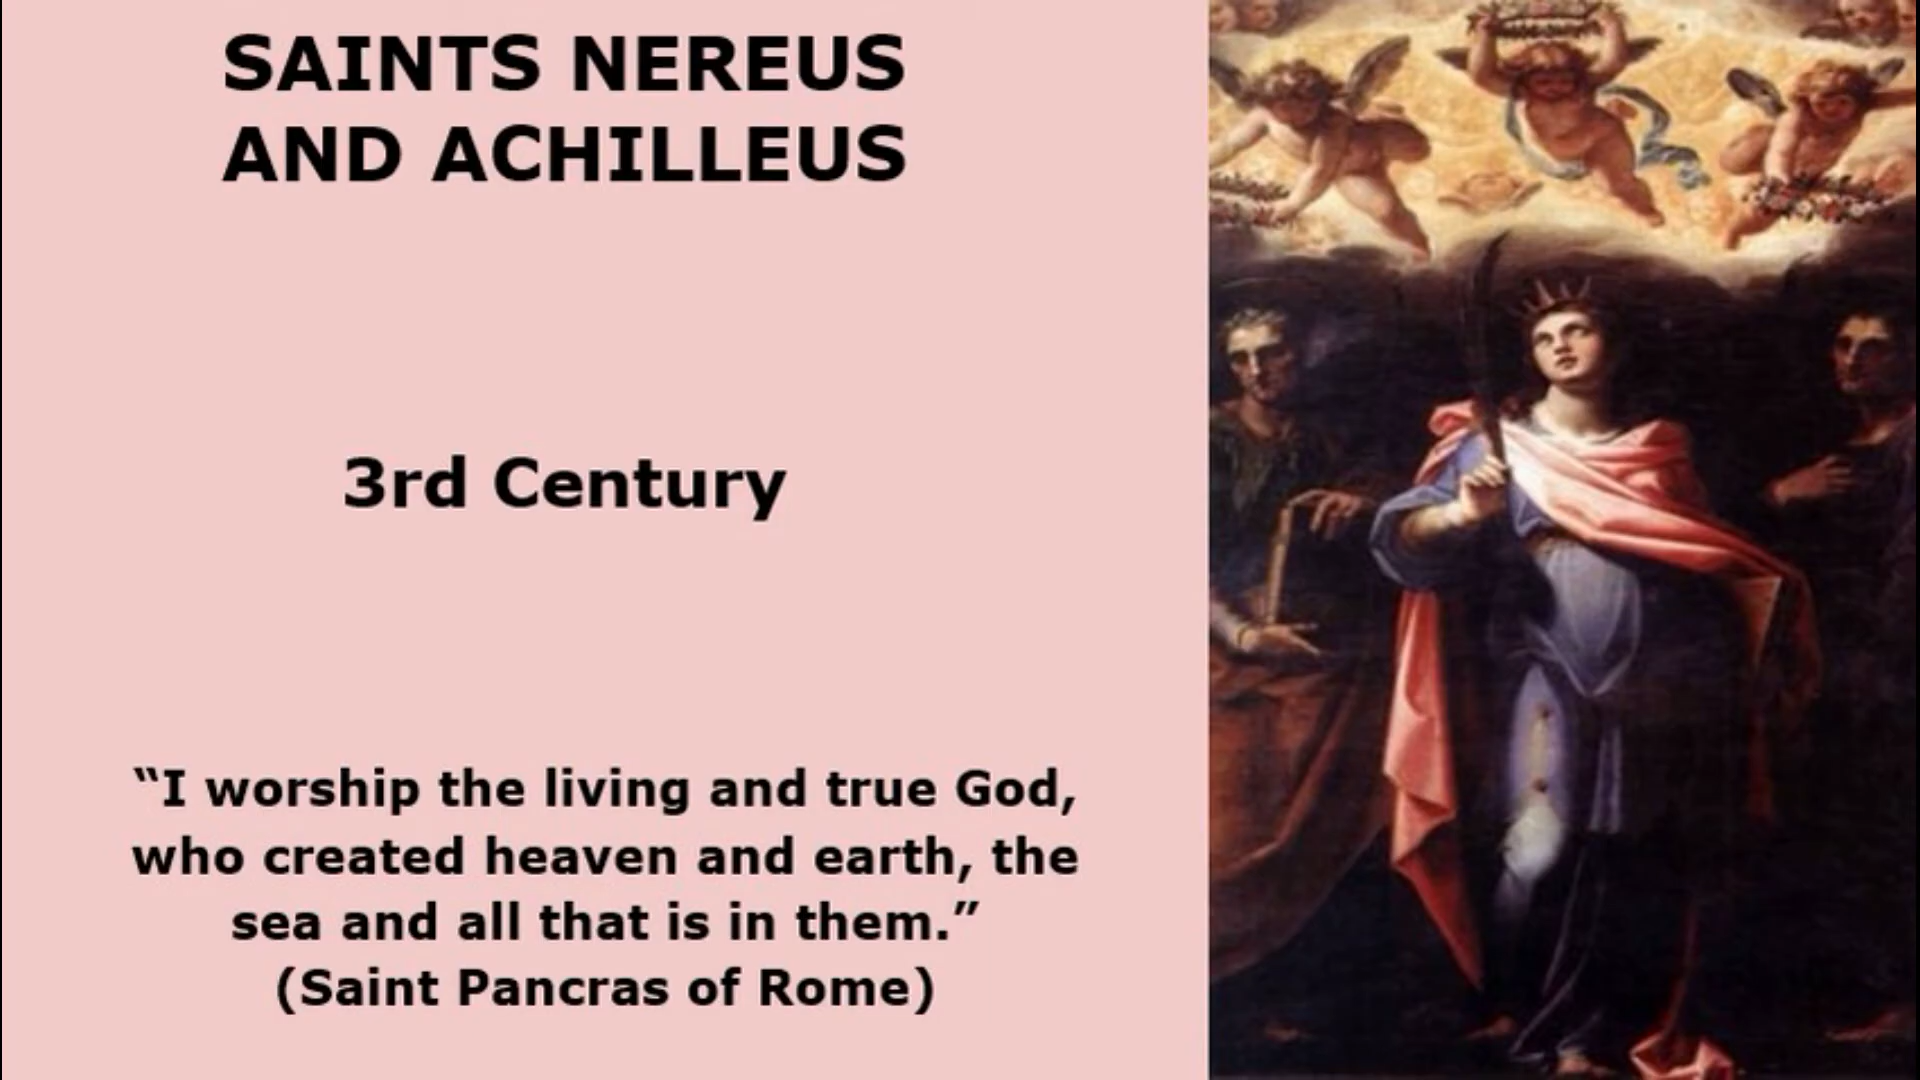 SAINTS NEREUS
AND ACHILLEUS
3rd Century
“I worship the living and true God,
who created heaven and earth, the
sea and all that is in them.”
(Saint Pancras of Rome)